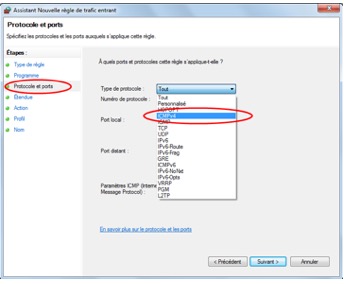 Assistant Nouvelle règle de trafic entrant
Protocole et ports
Spécifiez les protocoles et les ports auxquels s'applique cette règle.
Étapes :
Type de règle
Programme
Protocole et ports
Étendue
Action
Profil
Nom
À quels ports et protocoles cette règle s'applique-t-elle ?
Type de protocole : Tout
Numéro de protocole :
Tout
Personnalisé
HOPOPT
ICMPv4
IGMP
TCP
UDP
IPv6
IPv6-Route
IPv6-Frag
GRE
ICMPv6
IPv6-NoNxt
IPv6-Opts
VRRP
PGM
L2TP
Port local :
Port distant :
Paramètres ICMP (Interne
Message Protocol) :
En savoir plus sur le protocole et les ports
< Précédent
Suivant >
Annuler